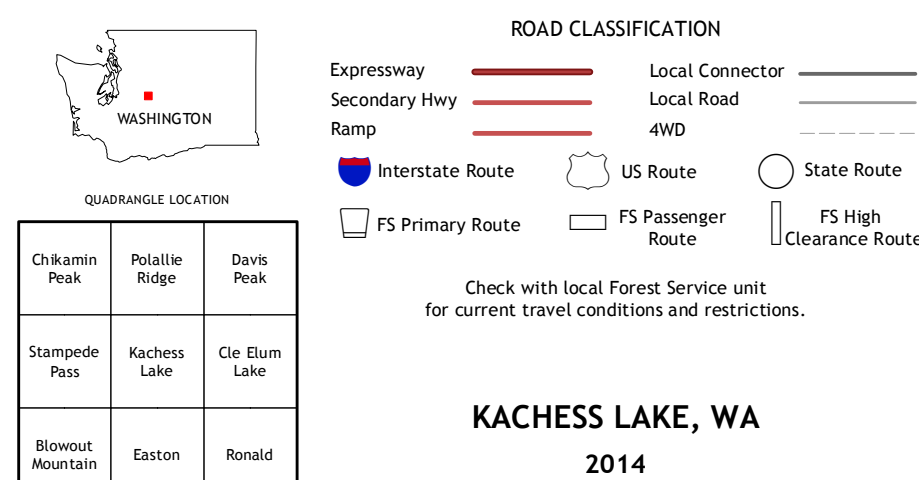 WASHINGTON
QUADRANGLE LOCATION
Chikamin
Peak
Polallie
Ridge
Davis
Peak
Stampede
Pass
Kachess
Lake
Cle Elum
Lake
Blowout
Mountain
Easton
Ronald
ROAD CLASSIFICATION
Expressway
Local Connector
Secondary Hwy
Local Road
Ramp
4WD
Interstate Route
US Route
State Route
FS Primary Route
FS Passenger
Route
FS High
Clearance Route
Check with local Forest Service unit
for current travel conditions and restrictions.
KACHESS LAKE, WA
2014